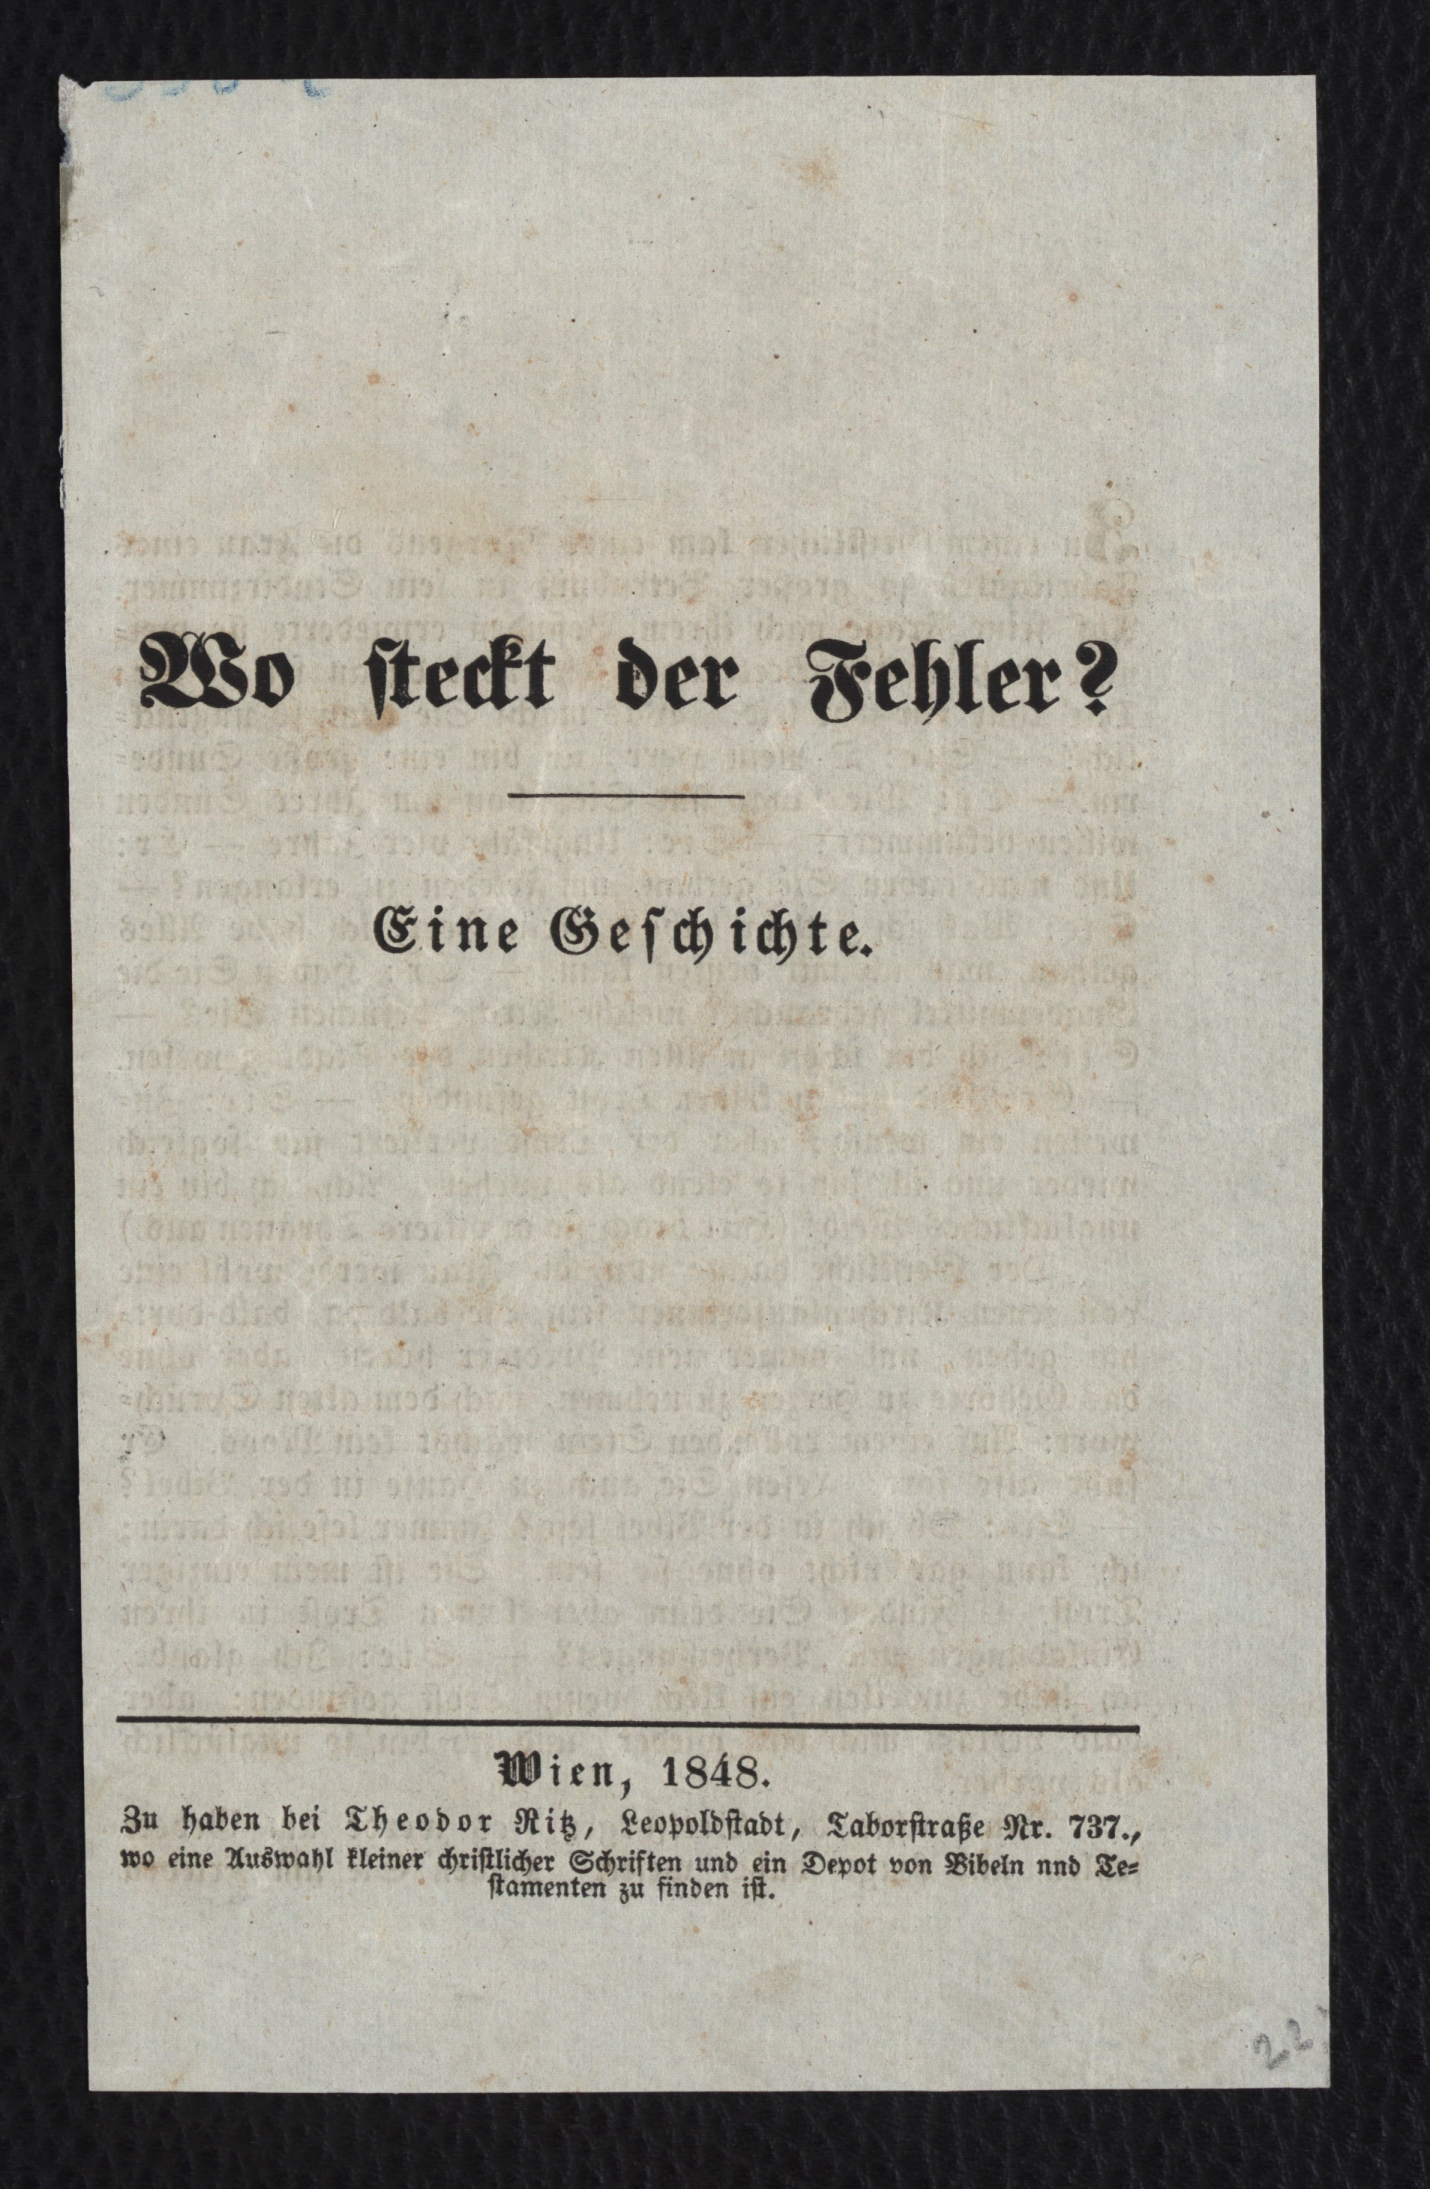 Wo ſteckt der Fehler?
Eine Geſchichte.
Wien, 1848.
Zu haben bei Theodor Ritz, Leopoldſtadt, Taborſtraße Nr. 737.,
wo eine Auswahl kleiner chriſtlicher Schriften und ein Depot von Bibeln nnd Te⸗
ſtamenten zu finden iſt.
22